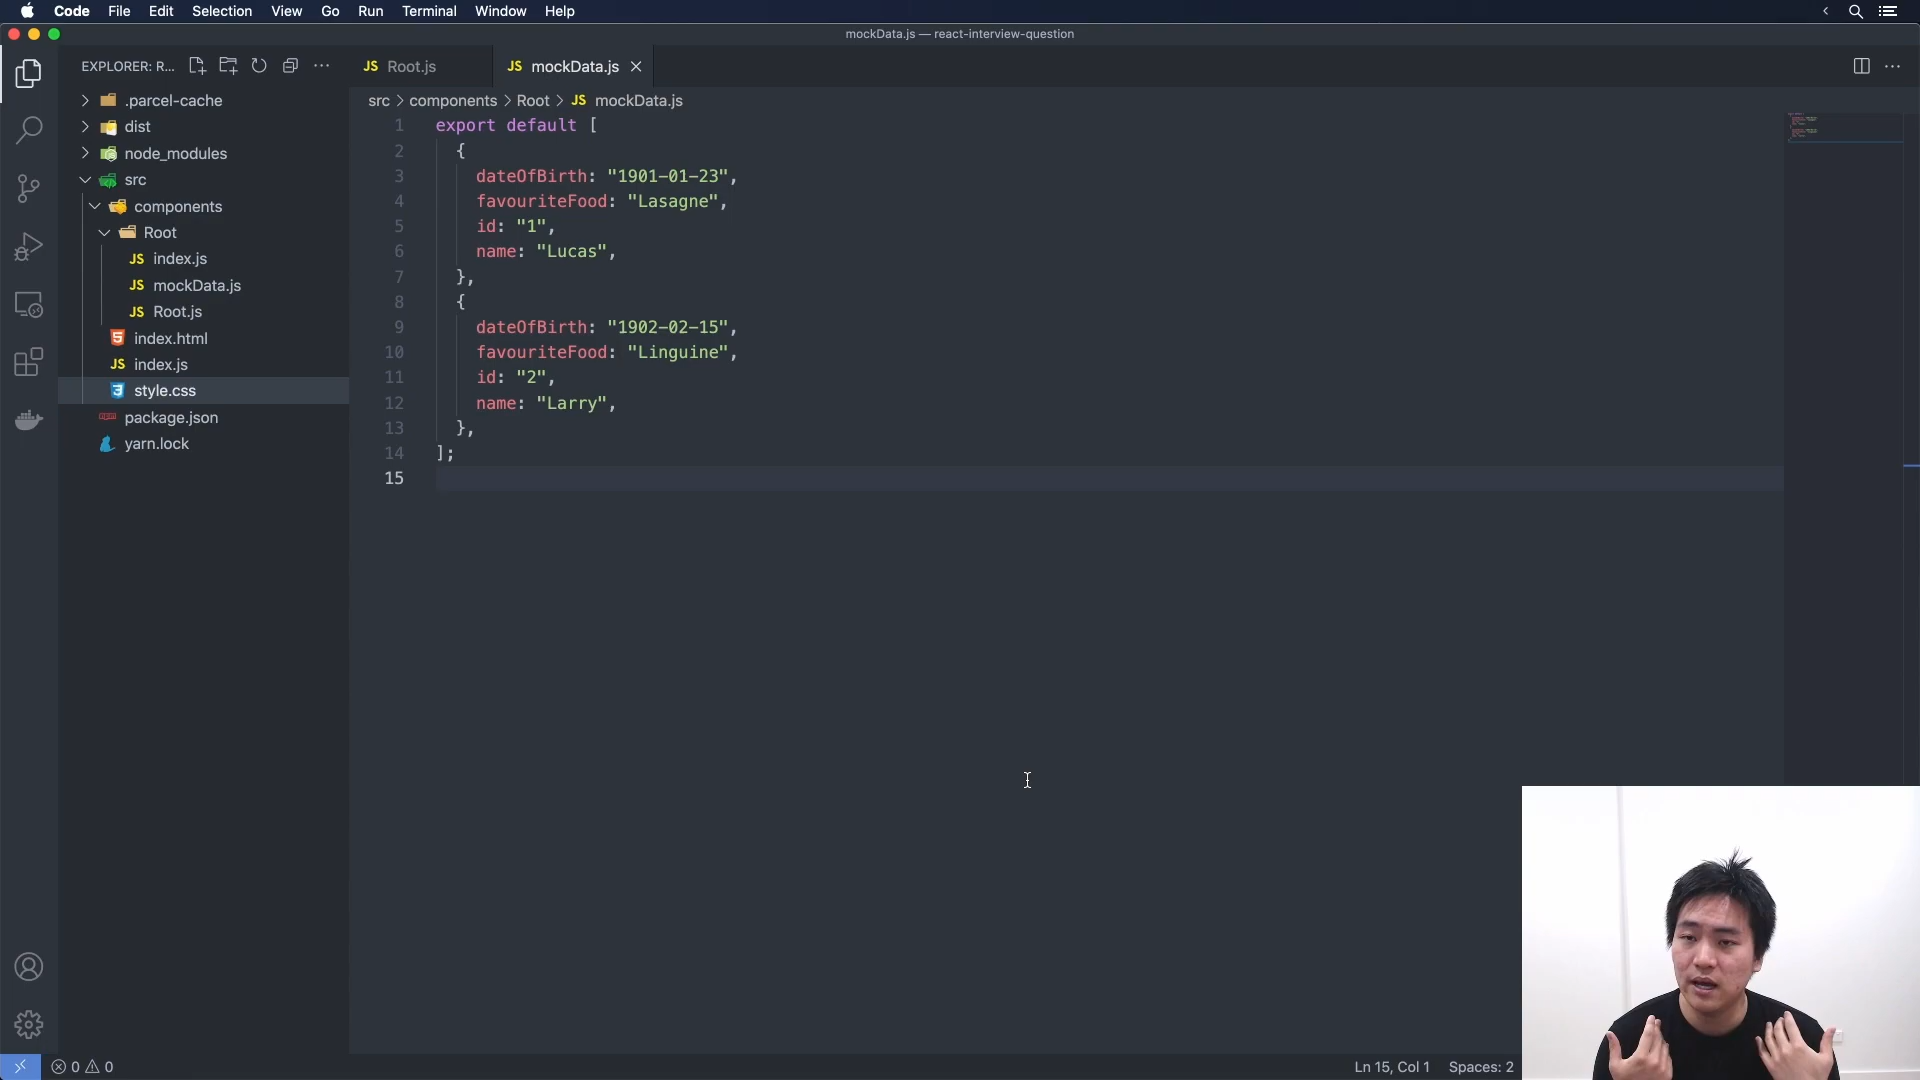 Code File Edit Selection View Go Run Terminal Window Help
mockData.js — react-interview-question
EXPLORER: R...
JS Root.js
JS mockData.js
src > components > Root > JS mockData.js
.parcel-cache
dist
node_modules
src
components
Root
JS index.js
JS mockData.js
JS Root.js
index.html
JS index.js
style.css
package.json
yarn.lock
1 export default [
2 {
3 dateOfBirth: "1901-01-23",
4 favouriteFood: "Lasagne",
5 id: "1",
6 name: "Lucas",
7 },
8 {
9 dateOfBirth: "1902-02-15",
10 favouriteFood: "Linguine",
11 id: "2",
12 name: "Larry",
13 },
14 ];
15
0 0
Ln 15, Col 1 Spaces: 2